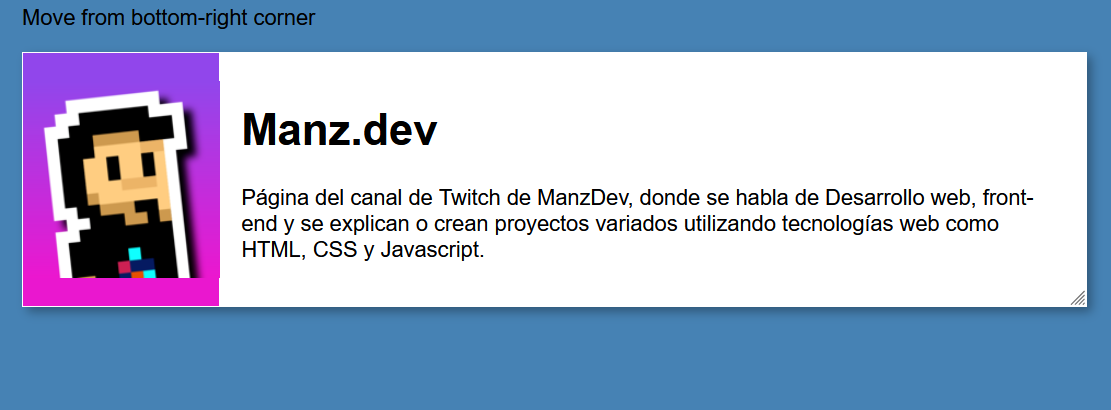 Move from bottom-right corner
Manz.dev
Página del canal de Twitch de ManzDev, donde se habla de Desarrollo web, front-
end y se explican o crean proyectos variados utilizando tecnologías web como
HTML, CSS y Javascript.